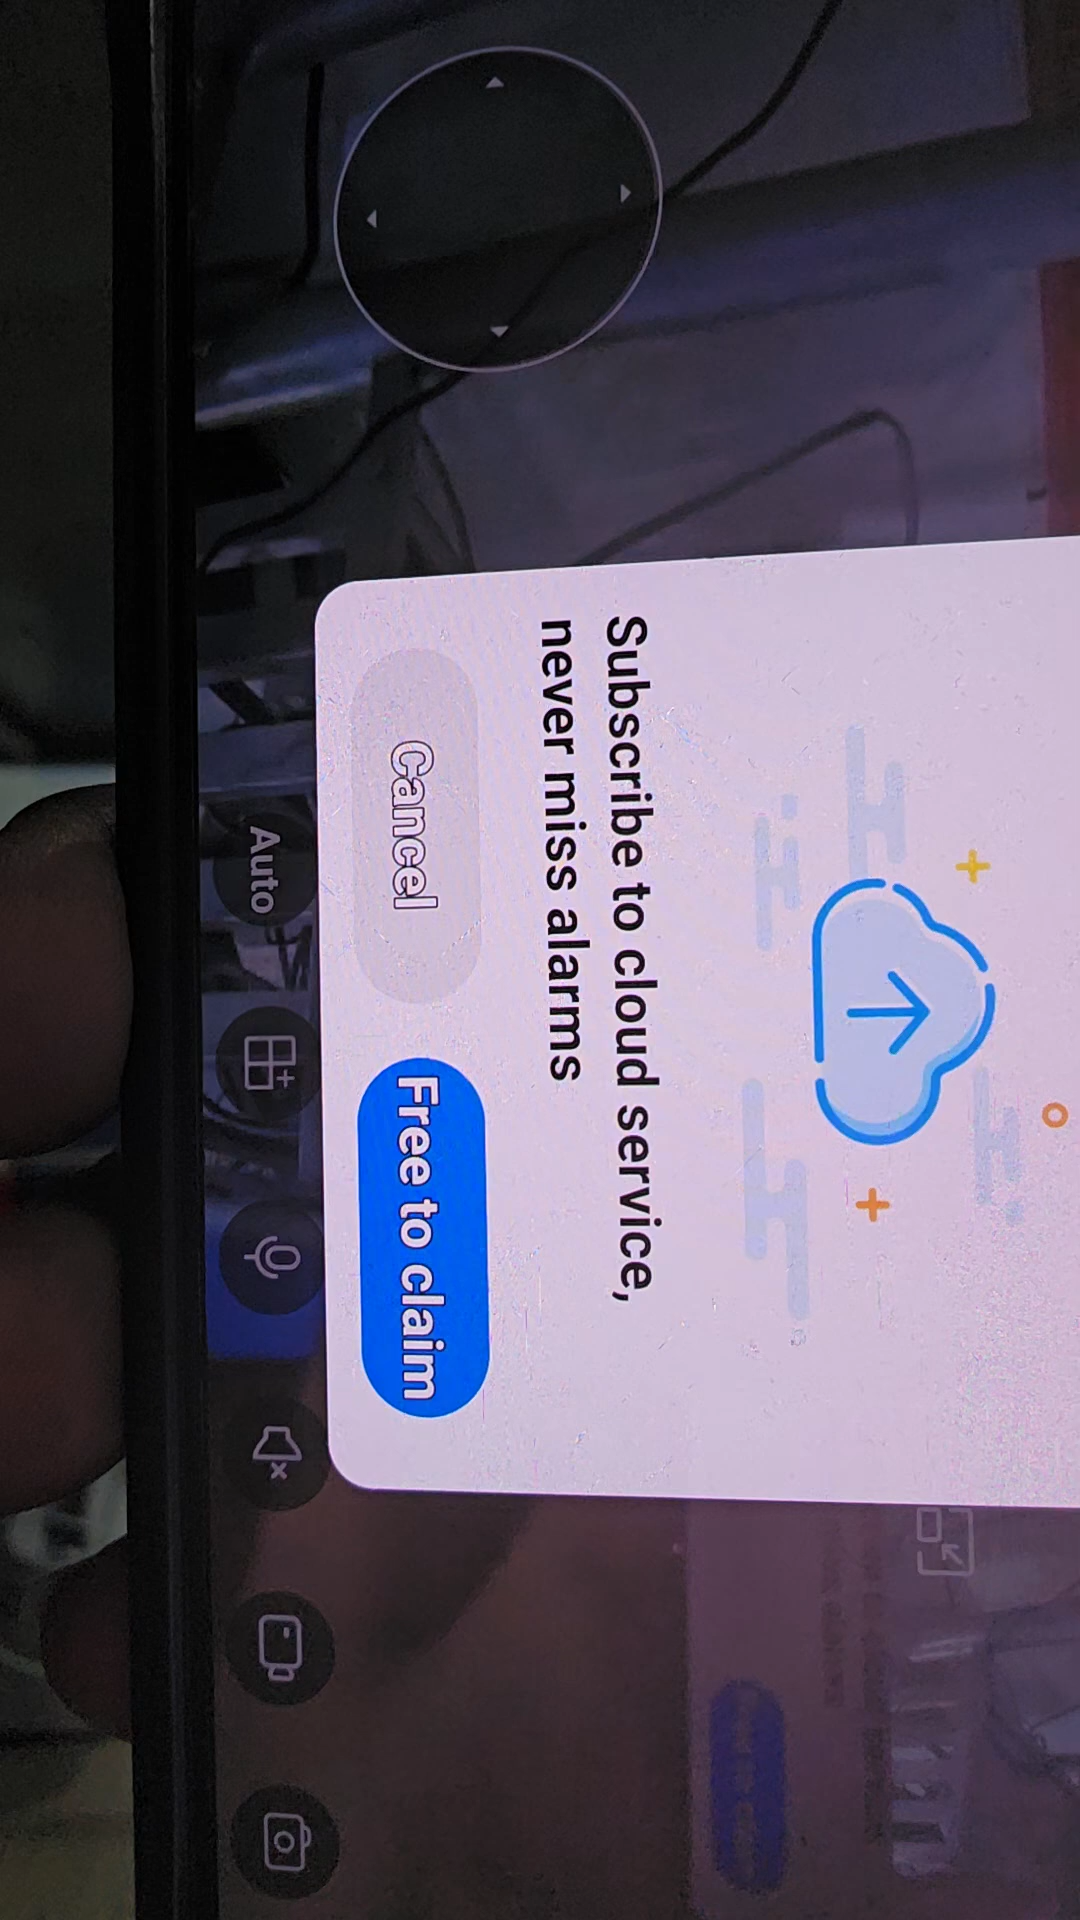 Subscribe to cloud service,
never miss alarms
Cancel
Free to claim
Auto